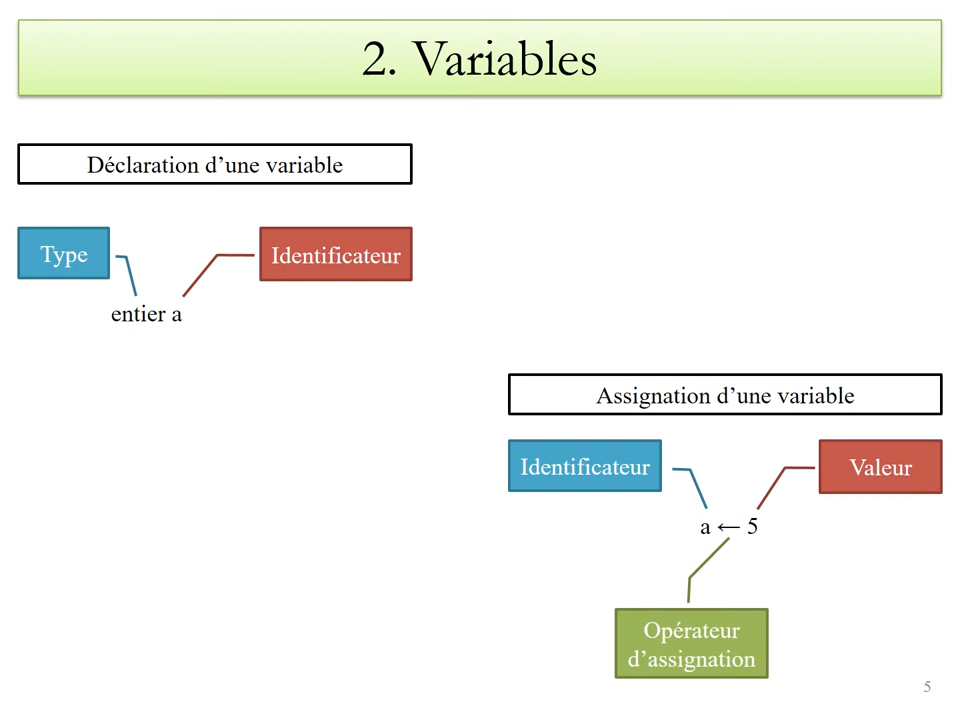 2. Variables
Déclaration d’une variable
Type
Identificateur
entier a
Assignation d’une variable
Identificateur
Valeur
a ← 5
Opérateur
d’assignation
5